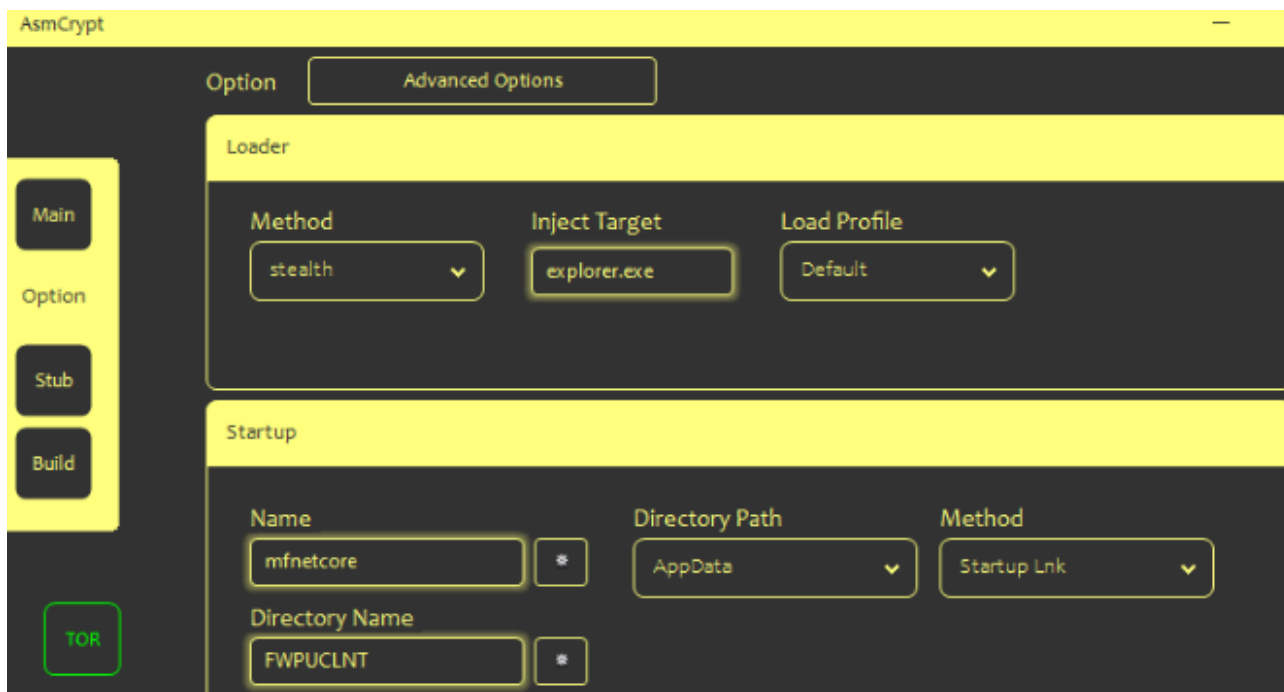 AsmCrypt
Option Advanced Options
Loader
Main
Method Inject Target Load Profile
stealth explorer.exe Default
Option
Stub
Startup
Build
Name Directory Path Method
mfnetcore AppData Startup Lnk
Directory Name
TOR
FWPUCLNT